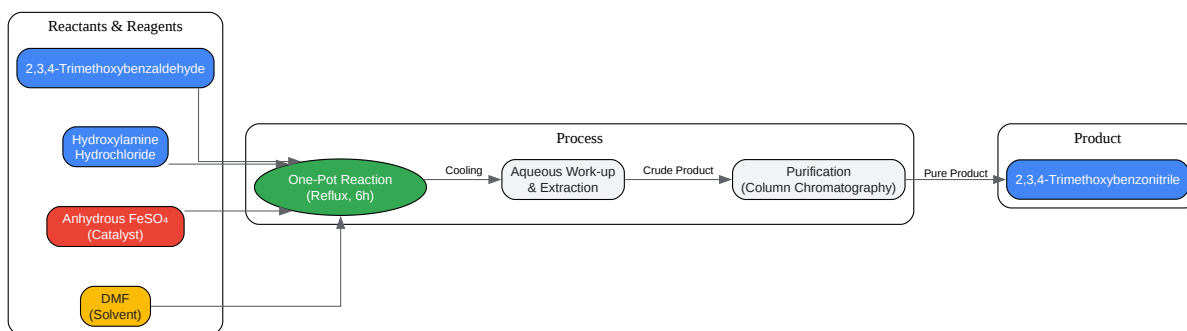 Reactants & Reagents
2,3,4-Trimethoxybenzaldehyde
Hydroxylamine
Hydrochloride
Anhydrous FeSO₄
(Catalyst)
DMF
(Solvent)
Process
One-Pot Reaction
(Reflux, 6h)
Cooling
Aqueous Work-up
& Extraction
Crude Product
Purification
(Column Chromatography)
Pure Product
Product
2,3,4-Trimethoxybenzonitrile